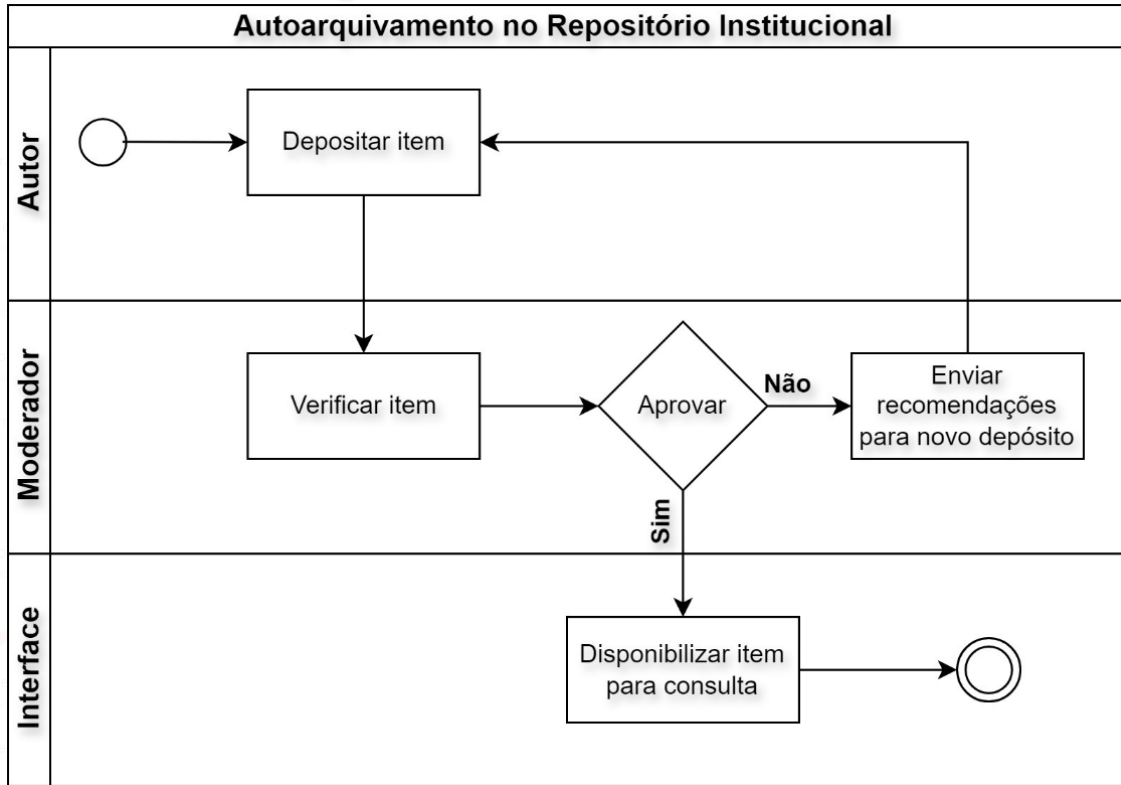 Autoarquivamento no Repositório Institucional
Autor
Depositar item
Moderador
Verificar item
Aprovar
Não
Enviar
recomendações
para novo depósito
Sim
Interface
Disponibilizar item
para consulta